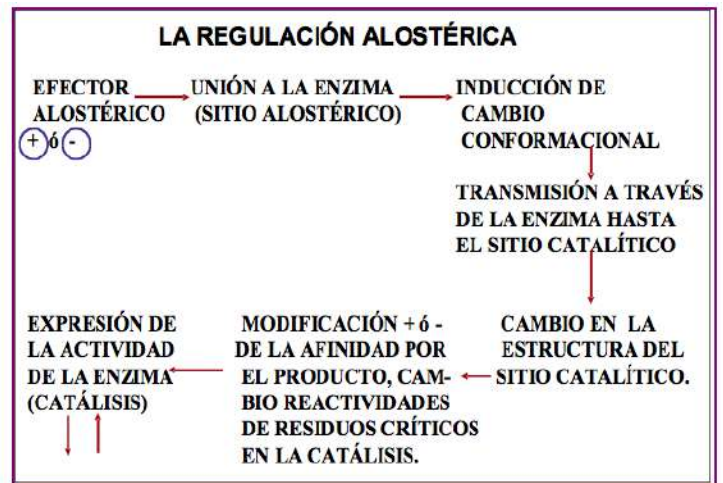 LA REGULACIÓN ALOSTÉRICA
EFECTOR
ALOSTÉRICO
+ ó -
UNIÓN A LA ENZIMA
(SITIO ALOSTÉRICO)
INDUCCIÓN DE
CAMBIO
CONFORMACIONAL
TRANSMISIÓN A TRAVÉS
DE LA ENZIMA HASTA
EL SITIO CATALÍTICO
CAMBIO EN LA
ESTRUCTURA DEL
SITIO CATALÍTICO.
MODIFICACIÓN + ó -
DE LA AFINIDAD POR
EL PRODUCTO, CAM-
BIO REACTIVIDADES
DE RESIDUOS CRÍTICOS
EN LA CATÁLISIS.
EXPRESIÓN DE
LA ACTIVIDAD
DE LA ENZIMA
(CATÁLISIS)